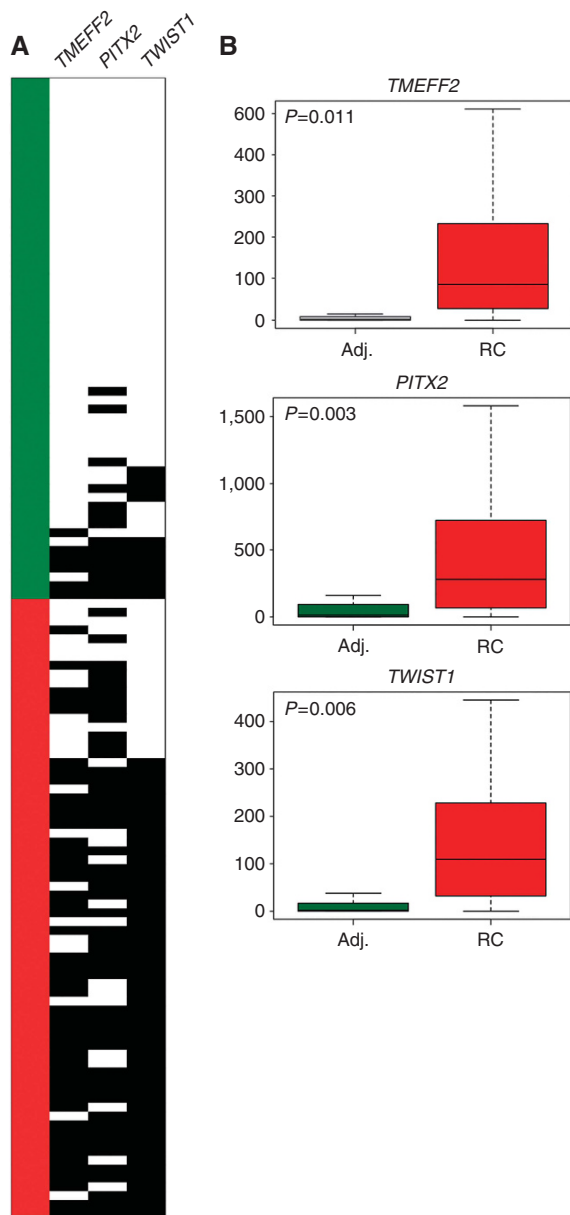 A
TMEFF2
PITX2
TWIST1
B
TMEFF2
P=0.011
600
400
300
200
100
0
Adj.
RC
PITX2
P=0.003
1,500
1,000
500
0
Adj.
RC
TWIST1
P=0.006
400
300
200
100
0
Adj.
RC